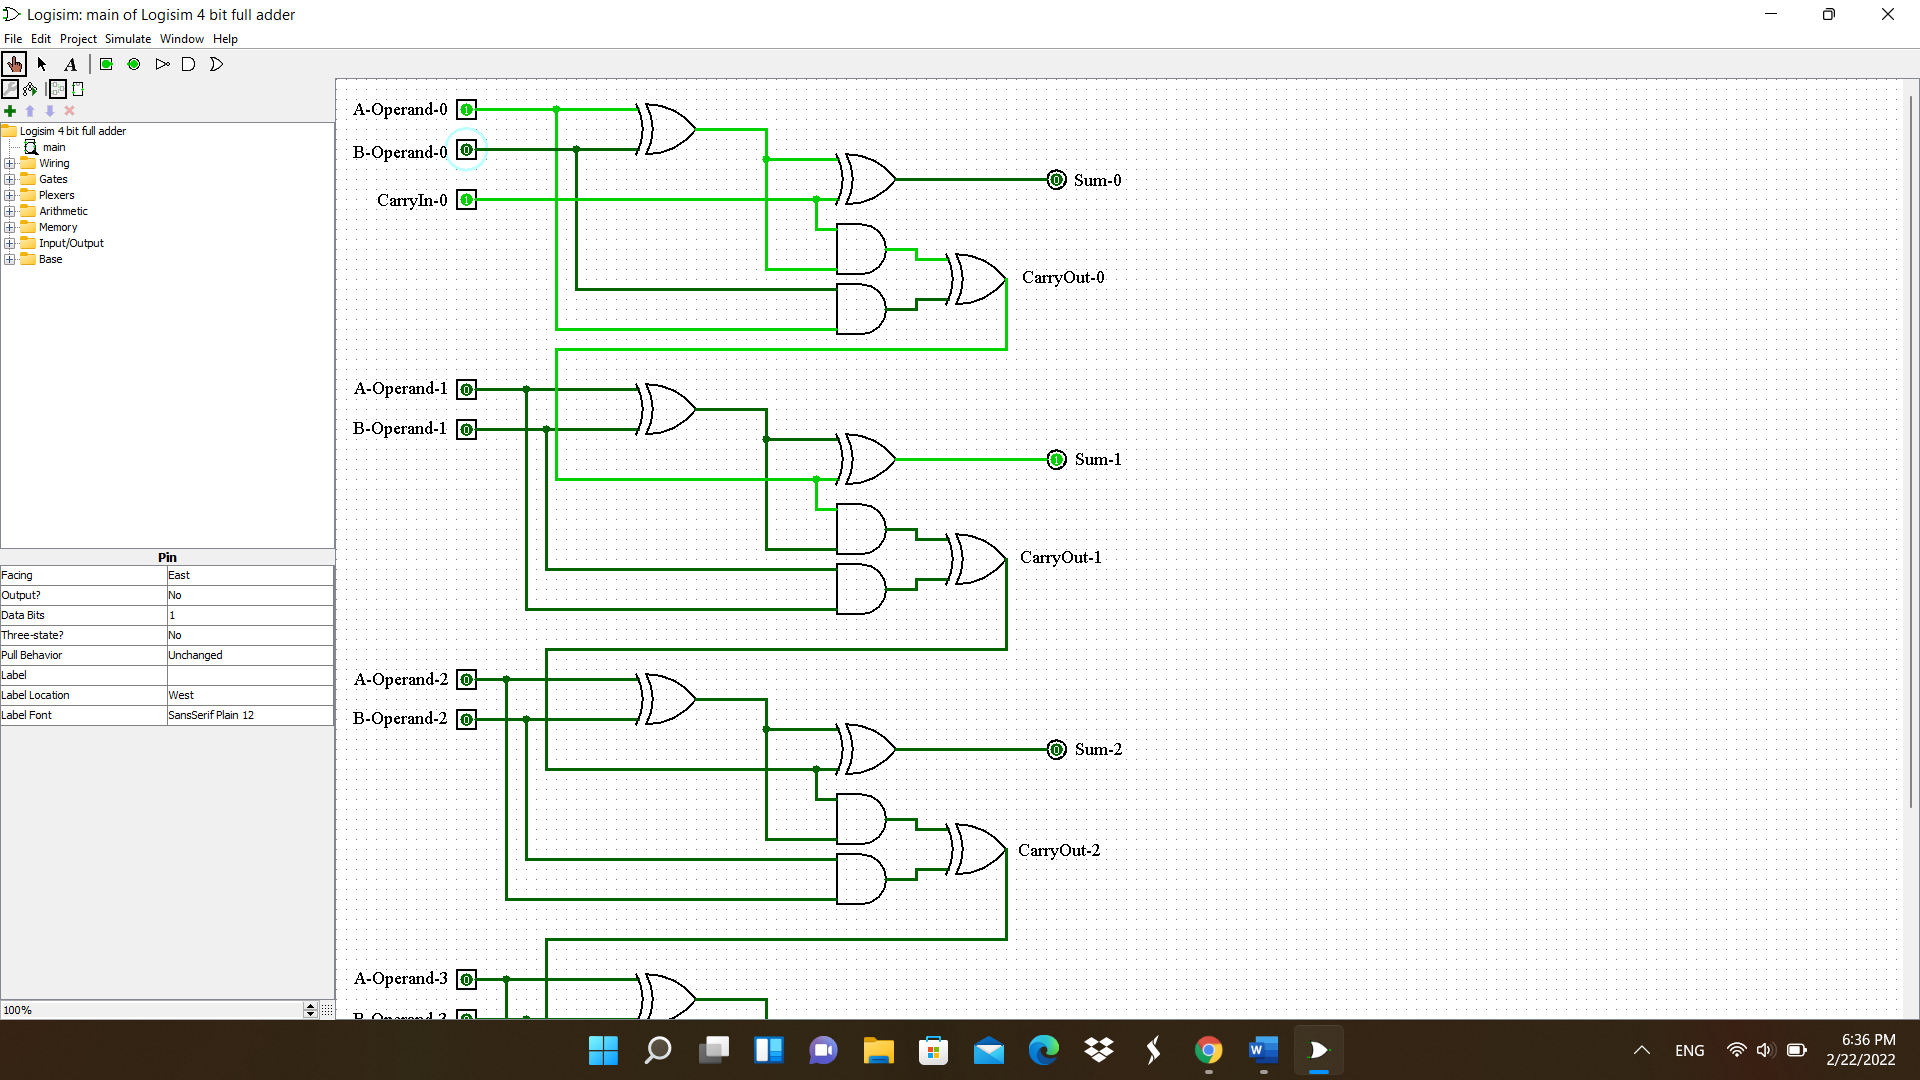 Logisim: main of Logisim 4 bit full adder
File Edit Project Simulate Window Help
A
Logisim 4 bit full adder
main
Wiring
Gates
Plexers
Arithmetic
Memory
Input/Output
Base
Pin
Facing East
Output? No
Data Bits 1
Three-state? No
Pull Behavior Unchanged
Label
Label Location West
Label Font SansSerif Plain 12
100%
A-Operand-0 1
B-Operand-0 0
CarryIn-0 1
0 Sum-0
CarryOut-0
A-Operand-1 0
B-Operand-1 0
1 Sum-1
CarryOut-1
A-Operand-2 0
B-Operand-2 0
0 Sum-2
CarryOut-2
A-Operand-3 0
B-Operand-3 0
W
ENG
6:36 PM
2/22/2022